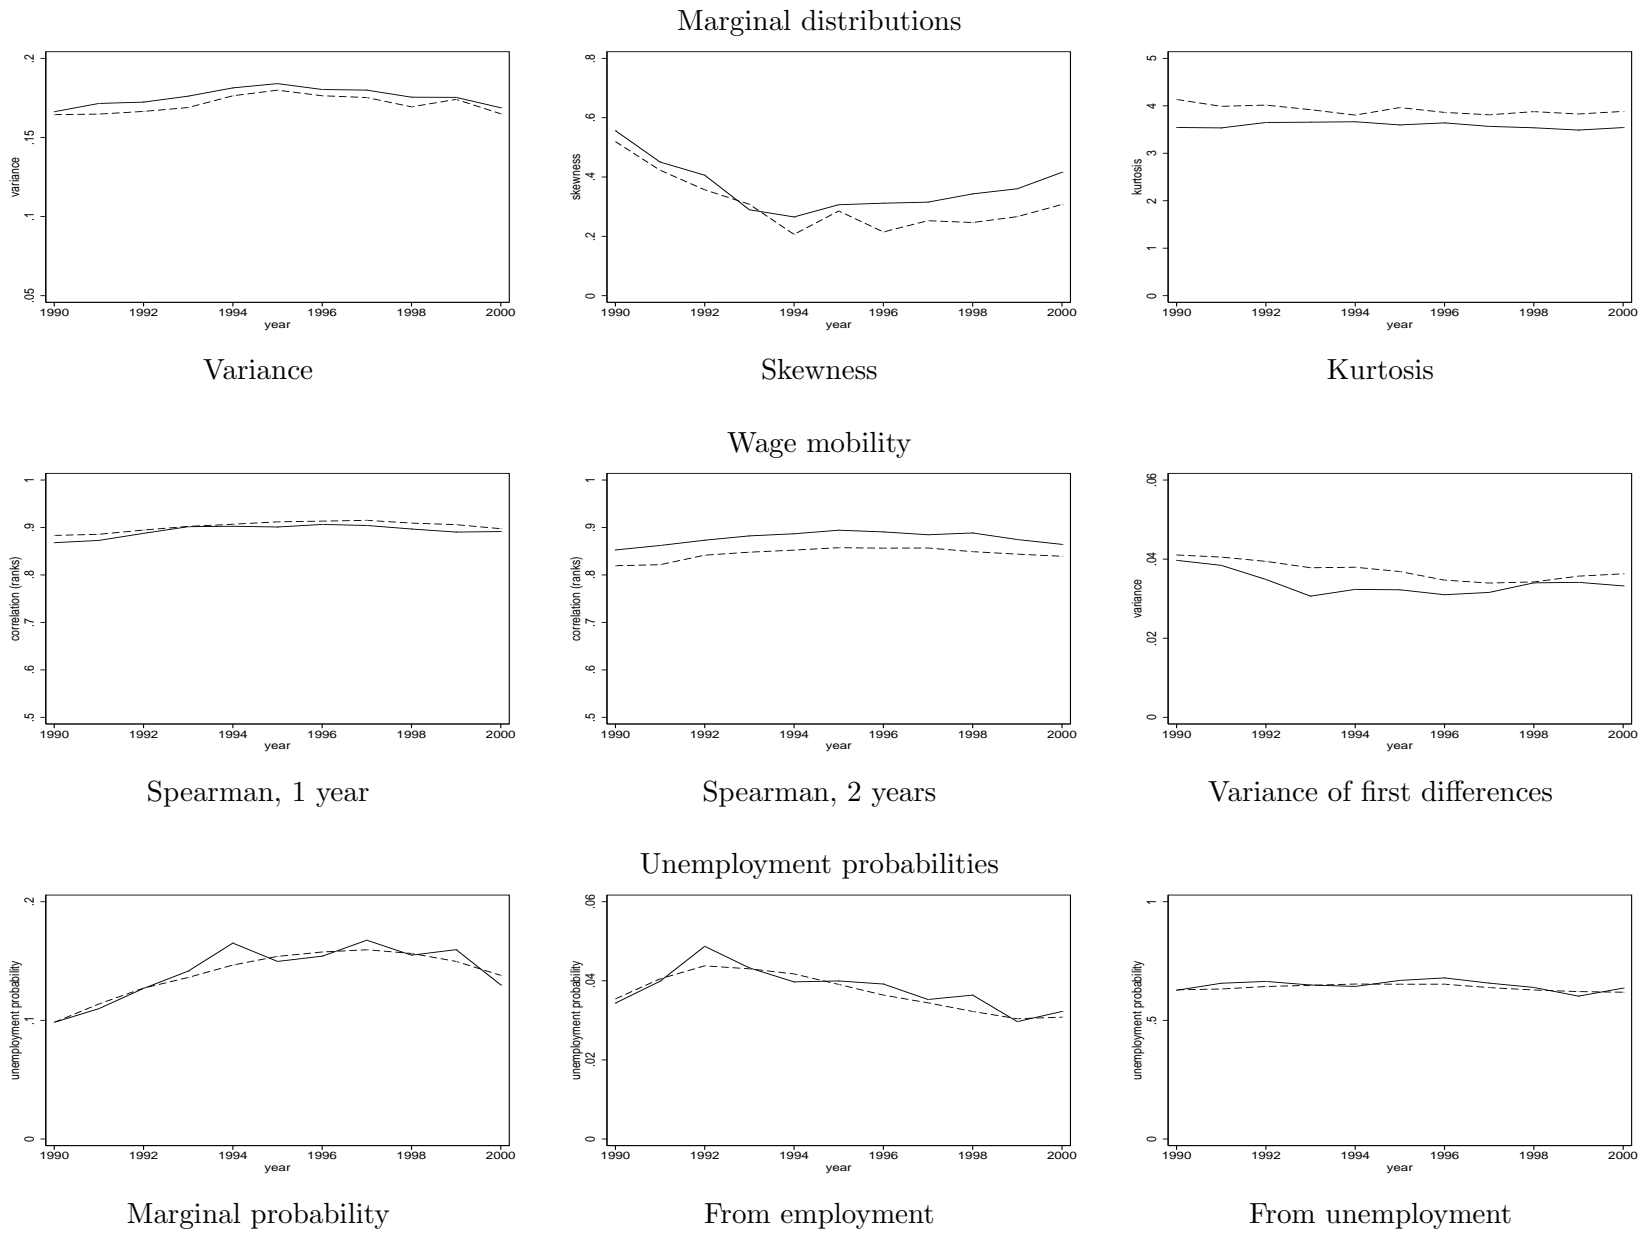 Marginal distributions
variance
.05 .1 .15 .2
1990 1992 1994 1996 1998 2000
year
skewness
0 .2 .4 .6 .8
1990 1992 1994 1996 1998 2000
year
kurtosis
0 1 2 3 4 5
1990 1992 1994 1996 1998 2000
year
Variance
Skewness
Kurtosis
Wage mobility
correlation (ranks)
.5 .6 .7 .8 .9 1
1990 1992 1994 1996 1998 2000
year
correlation (ranks)
.5 .6 .7 .8 .9 1
1990 1992 1994 1996 1998 2000
year
variance
0 .02 .04 .06
1990 1992 1994 1996 1998 2000
year
Spearman, 1 year
Spearman, 2 years
Variance of first differences
Unemployment probabilities
unemployment probability
0 .1 .2
1990 1992 1994 1996 1998 2000
year
unemployment probability
0 .02 .04 .06
1990 1992 1994 1996 1998 2000
year
unemployment probability
0 .5 1
1990 1992 1994 1996 1998 2000
year
Marginal probability
From employment
From unemployment